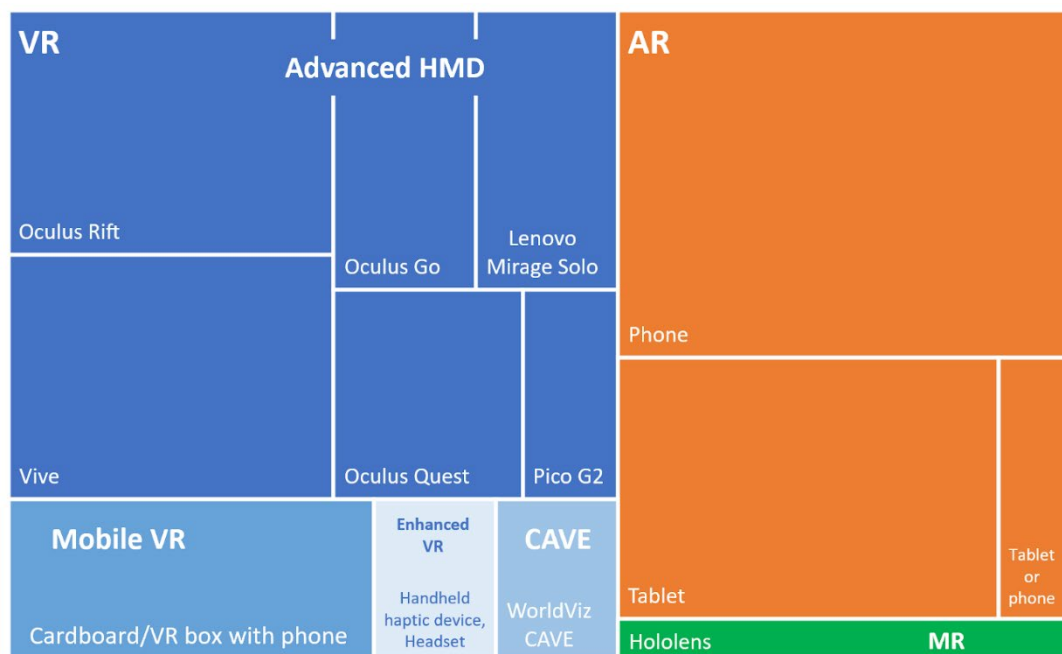 VR
Advanced HMD
AR
Oculus Rift
Oculus Go
Lenovo
Mirage Solo
Phone
Vive
Oculus Quest
Pico G2
Tablet
Tablet
or
phone
Mobile VR
Cardboard/VR box with phone
Enhanced
VR
Handheld
haptic device,
Headset
CAVE
WorldViz
CAVE
Hololens
MR